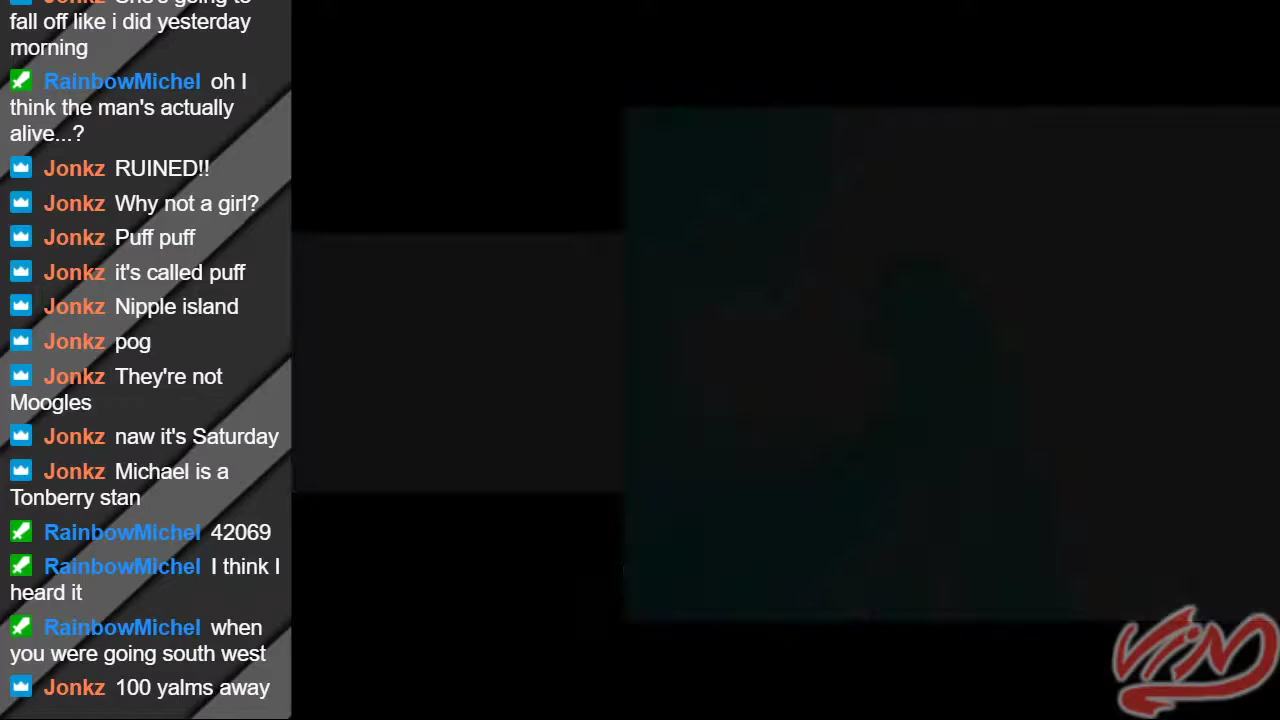 fall off like i did yesterday
morning
RainbowMichel oh I
think the man's actually
alive...?
Jonkz RUINED!!
Jonkz Why not a girl?
Jonkz Puff puff
Jonkz it's called puff
Jonkz Nipple island
Jonkz pog
Jonkz They're not
Moogles
Jonkz naw it's Saturday
Jonkz Michael is a
Tonberry stan
RainbowMichel 42069
RainbowMichel I think I
heard it
RainbowMichel when
you were going south west
Jonkz 100 yalms away